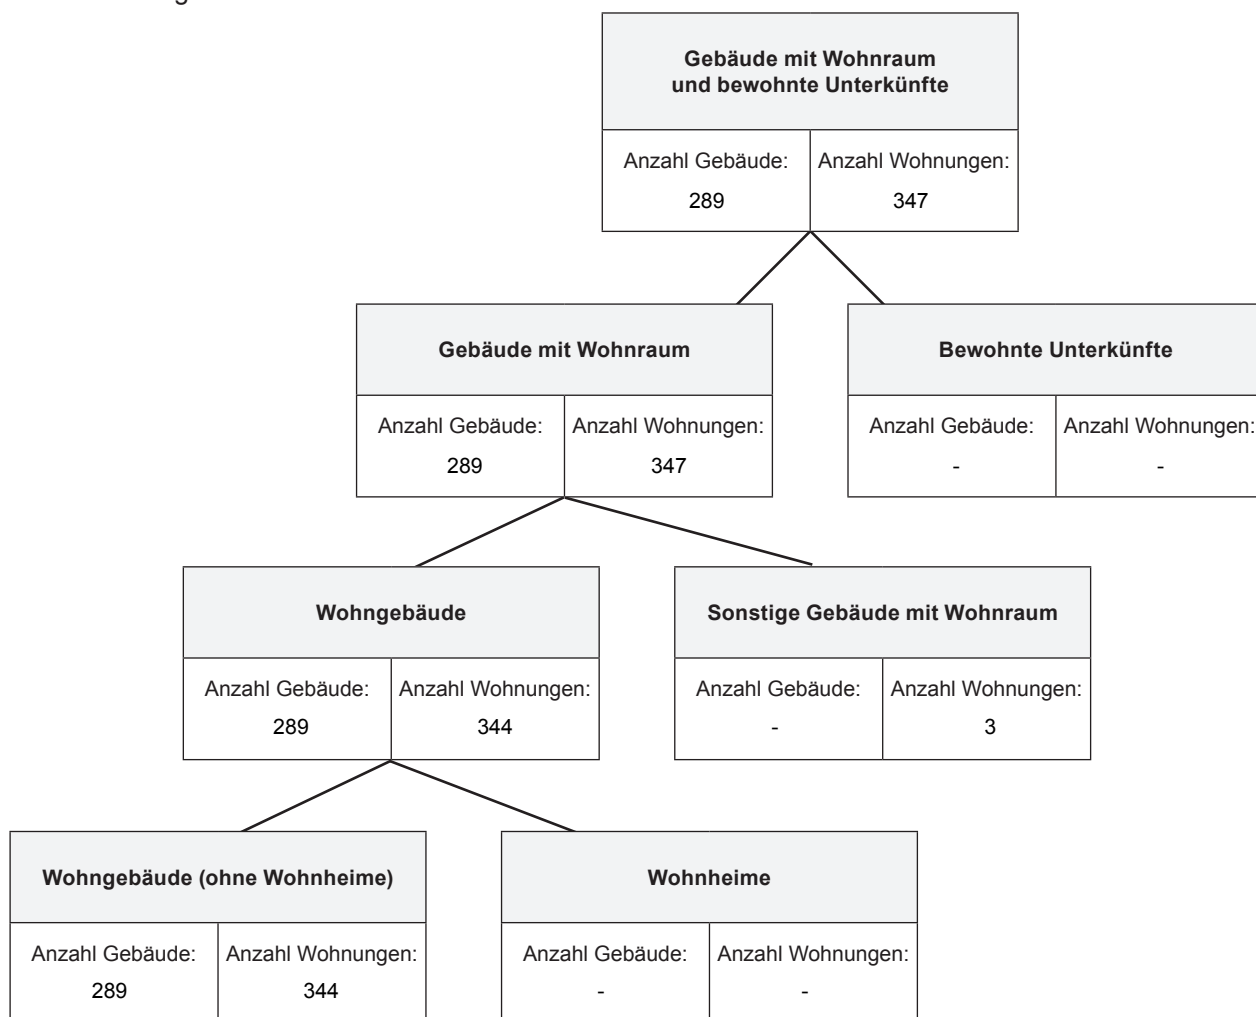 Gebäude mit Wohnraum
und bewohnte Unterkünfte
Anzahl Gebäude: Anzahl Wohnungen:
289 347
Gebäude mit Wohnraum Bewohnte Unterkünfte
Anzahl Gebäude: Anzahl Wohnungen: Anzahl Gebäude: Anzahl Wohnungen:
289 347 - -
Wohngebäude Sonstige Gebäude mit Wohnraum
Anzahl Gebäude: Anzahl Wohnungen: Anzahl Gebäude: Anzahl Wohnungen:
289 344 - 3
Wohngebäude (ohne Wohnheime) Wohnheime
Anzahl Gebäude: Anzahl Wohnungen: Anzahl Gebäude: Anzahl Wohnungen:
289 344 - -